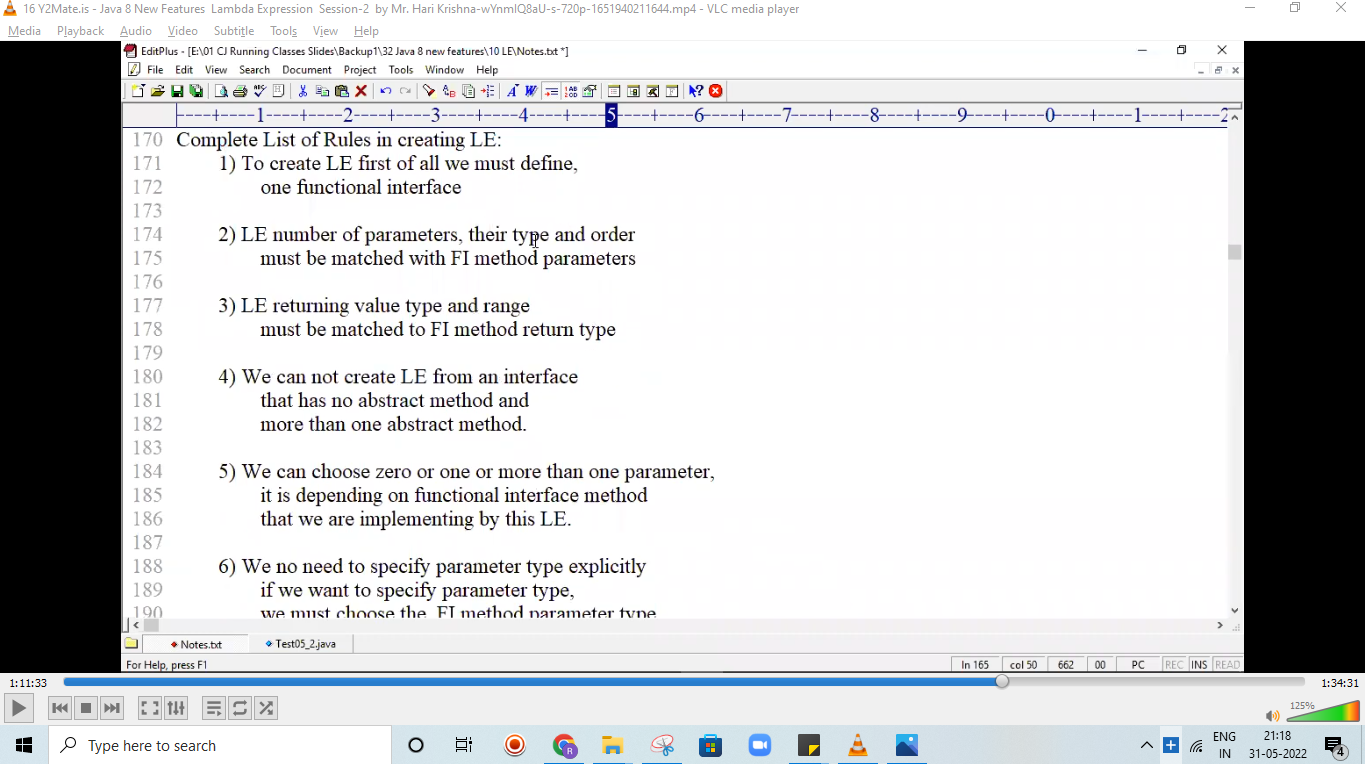 16 Y2Mate.is - Java 8 New Features Lambda Expression Session-2 by Mr. Hari Krishna-wYnmIQ8aU-s-720p-1651940211644.mp4 - VLC media player
Media Playback Audio Video Subtitle Tools View Help
EditPlus - [E:\01 CJ Running Classes Slides\Backup1\32 Java 8 new features\10 LE\Notes.txt *]
File Edit View Search Document Project Tools Window Help
----+----1----+----2----+----3----+----4----+----5----+----6----+----7----+----8----+----9----+----0----+----1----+----2
170 Complete List of Rules in creating LE:
171 1) To create LE first of all we must define,
172 one functional interface
173
174 2) LE number of parameters, their type and order
175 must be matched with FI method parameters
176
177 3) LE returning value type and range
178 must be matched to FI method return type
179
180 4) We can not create LE from an interface
181 that has no abstract method and
182 more than one abstract method.
183
184 5) We can choose zero or one or more than one parameter,
185 it is depending on functional interface method
186 that we are implementing by this LE.
187
188 6) We no need to specify parameter type explicitly
189 if we want to specify parameter type,
190 we must choose the FI method parameter type
Notes.txt Test05_2.java
For Help, press F1 ln 165 col 50 662 00 PC REC INS READ
1:11:33 1:34:31
125%
Type here to search
ENG 21:18
IN 31-05-2022 4